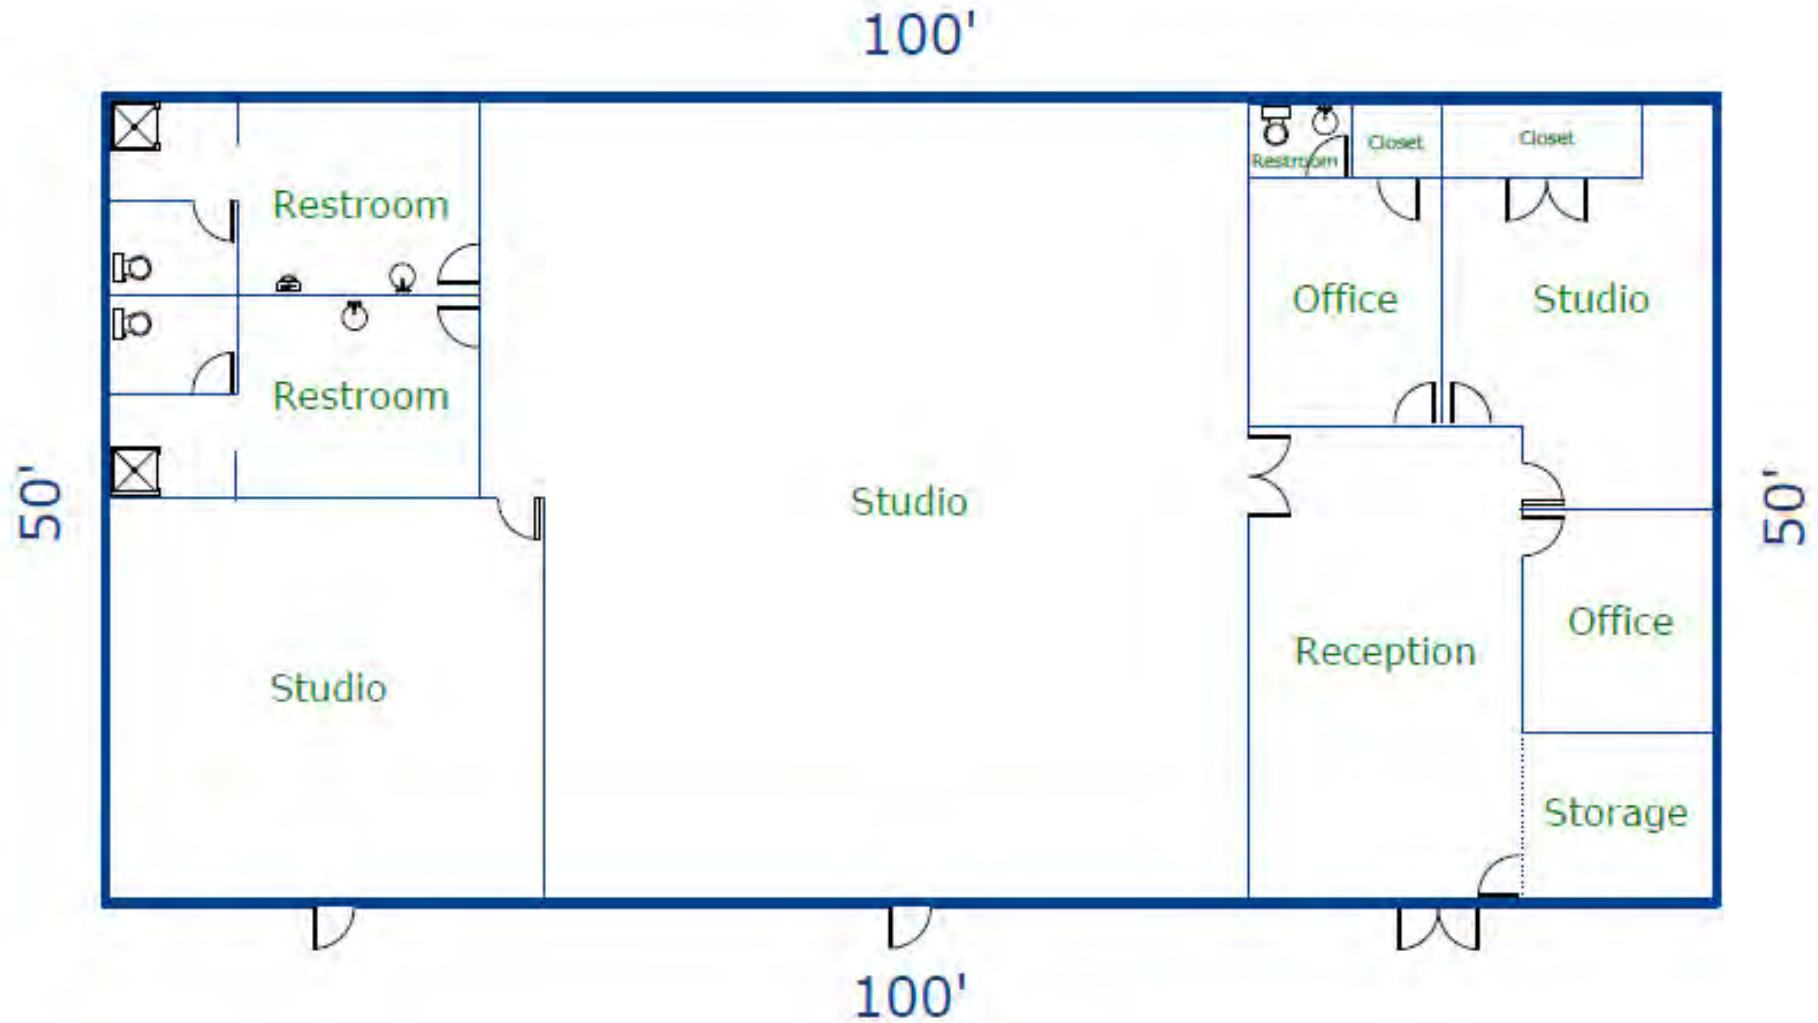 100'
Restroom
Closet
Closet
Restroom
Office
Studio
Restroom
50'
Studio
50'
Office
Reception
Studio
Storage
100'